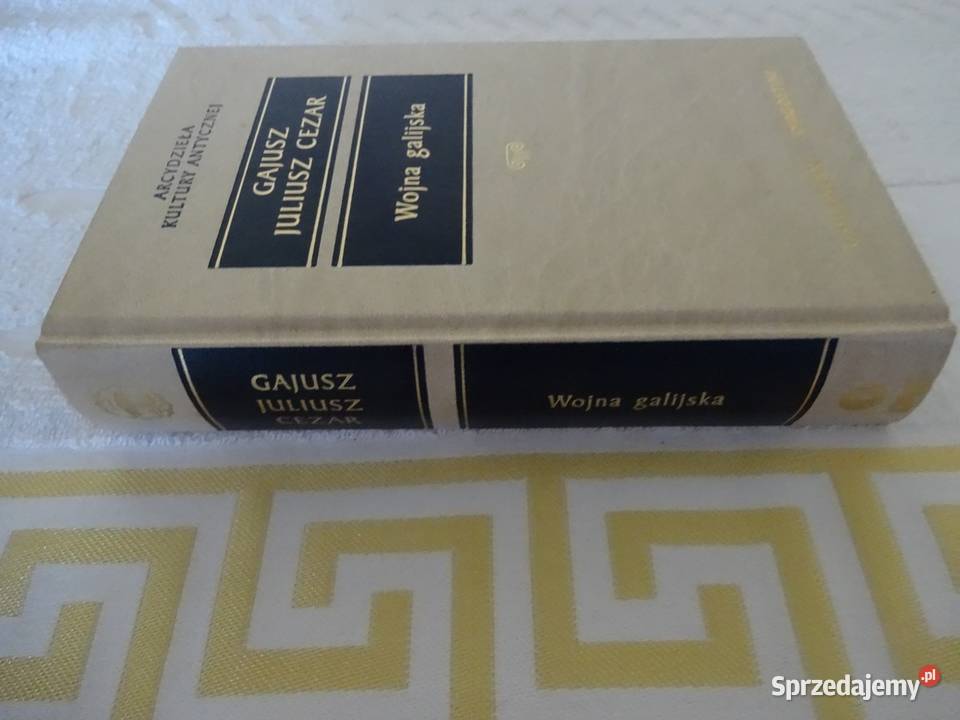 ARCYDZIEŁA
KULTURY ANTYCZNEJ
GAJUSZ
JULIUSZ CEZAR
Wojna galijska
GAJUSZ
JULIUSZ
CEZAR
Wojna galijska
Sprzedajemy.pl